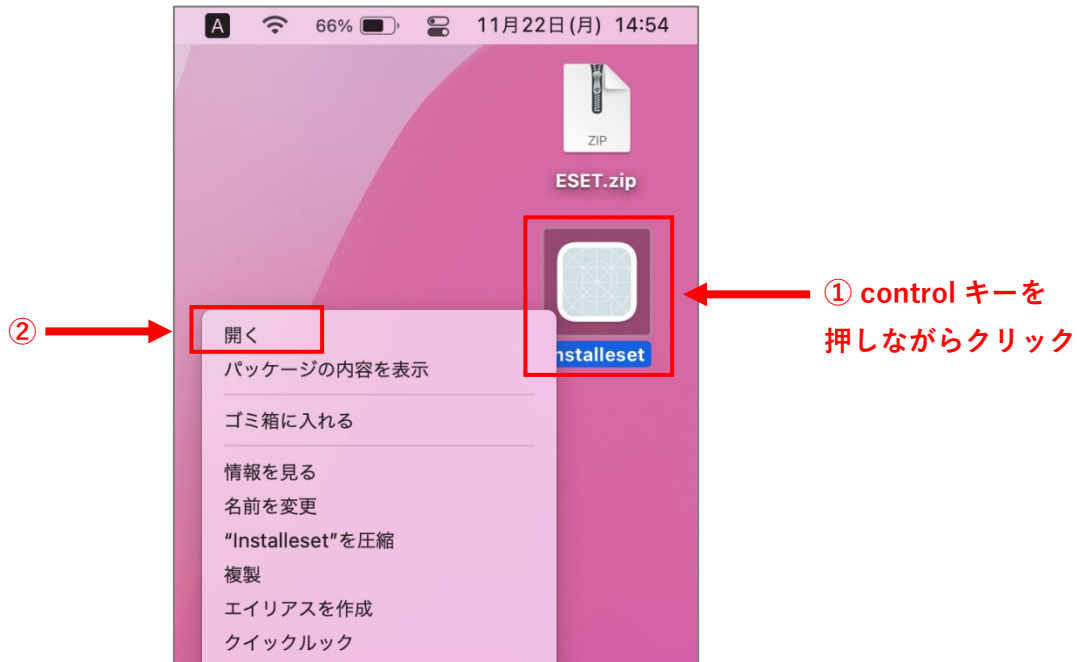 A 66% 11月22日(月) 14:54
ZIP
ESET.zip
① control キーを
押しながらクリック
nstalleset
②
開く
パッケージの内容を表示
ゴミ箱に入れる
情報を見る
名前を変更
“Installeset”を圧縮
複製
エイリアスを作成
クイックルック